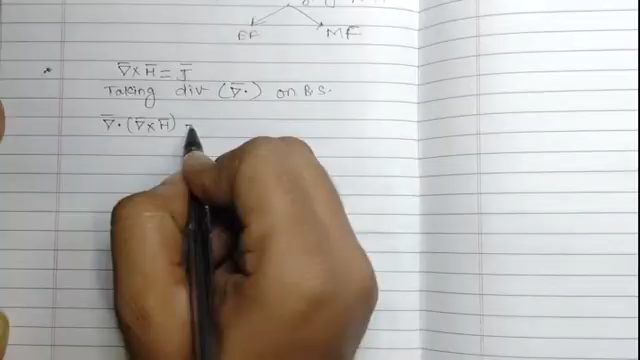 EF MF
∇̅×H̅ = J̅
Taking div (∇̅·) on B.S.
∇̅·(∇̅×H̅) =